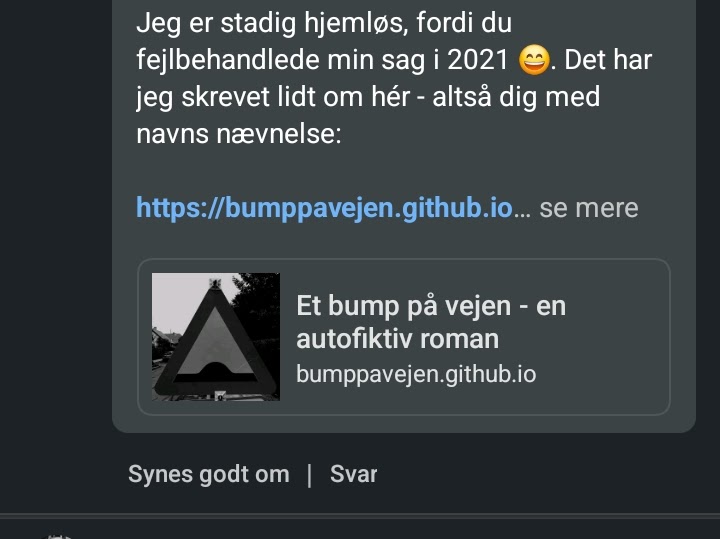 Jeg er stadig hjemløs, fordi du
fejlbehandlede min sag i 2021 😄. Det har
jeg skrevet lidt om hér - altså dig med
navns nævnelse:
https://bumppavejen.github.io... se mere
Et bump på vejen - en
autofiktiv roman
bumppavejen.github.io
Synes godt om | Svar